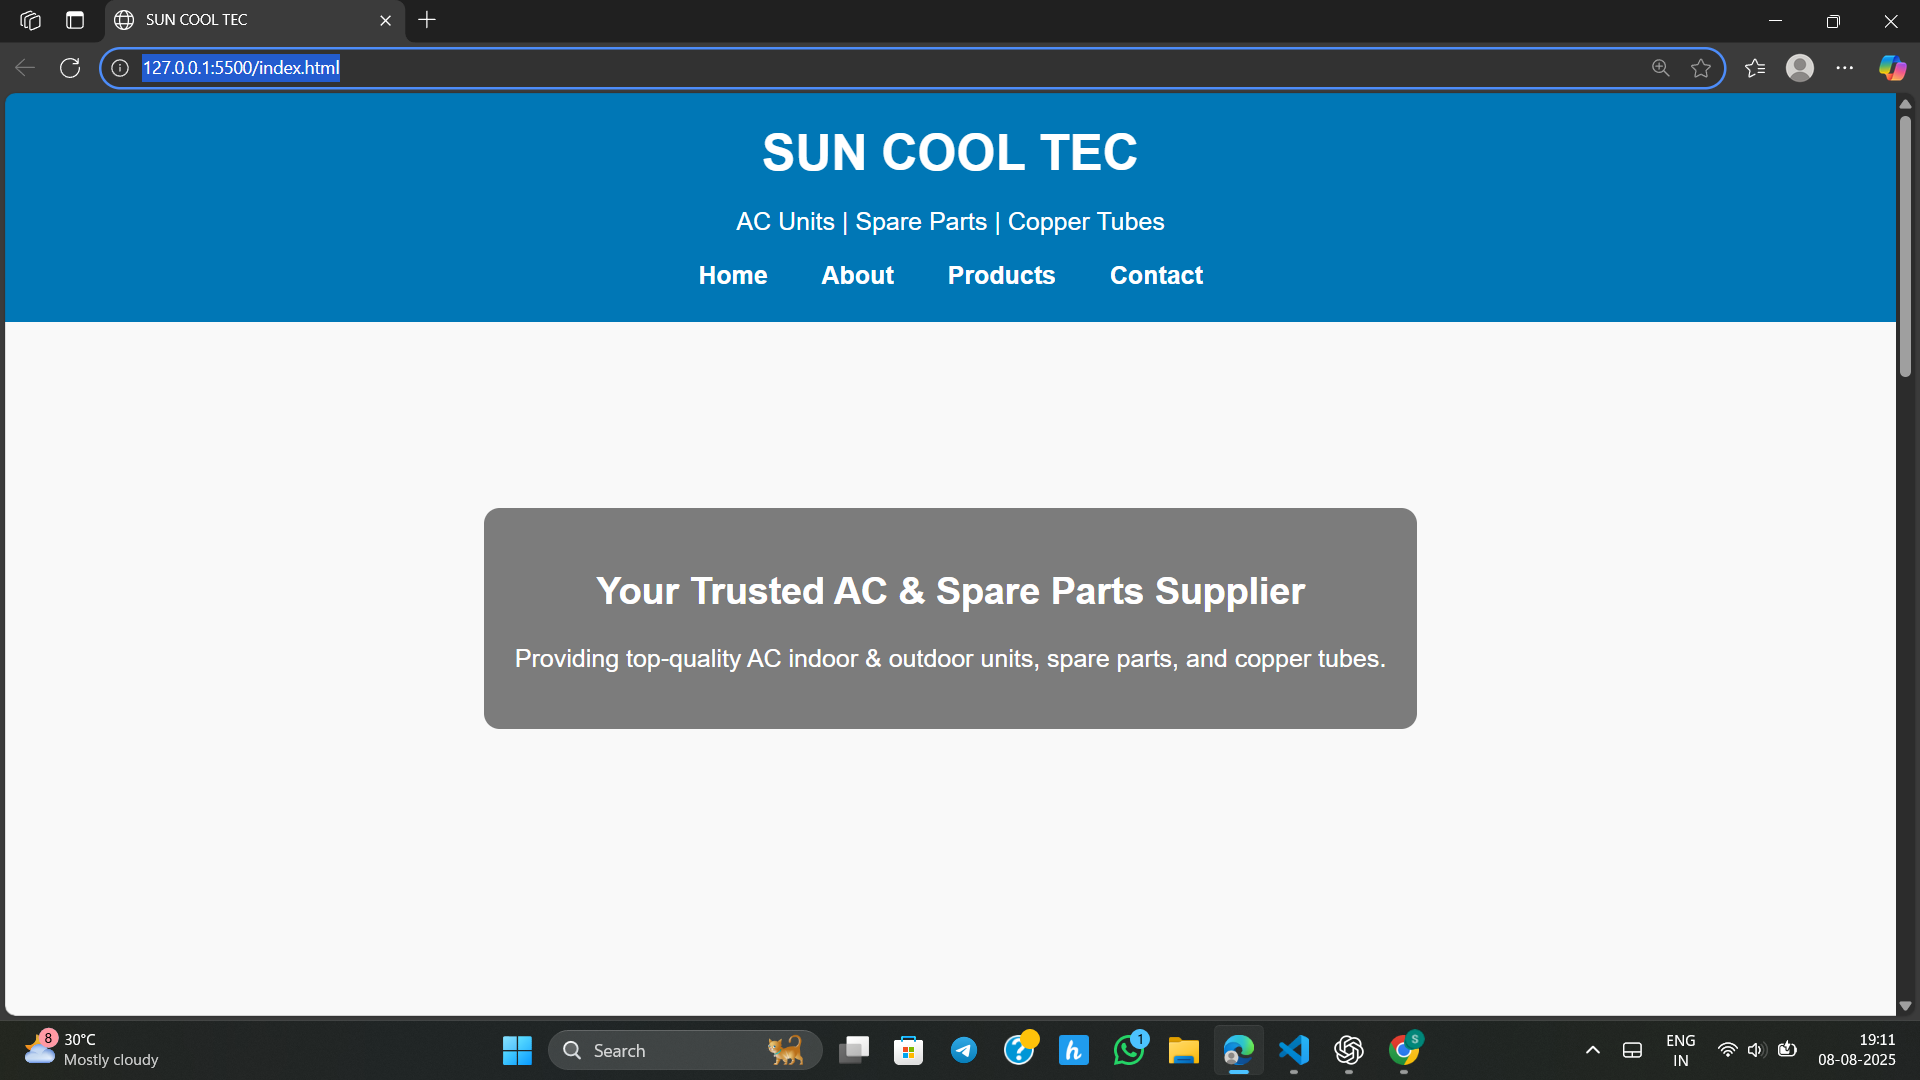 SUN COOL TEC
127.0.0.1:5500/index.html
SUN COOL TEC
AC Units | Spare Parts | Copper Tubes
Home About Products Contact
Your Trusted AC & Spare Parts Supplier
Providing top-quality AC indoor & outdoor units, spare parts, and copper tubes.
8
30°C
Mostly cloudy
Search
h
1
S
ENG
IN
19:11
08-08-2025